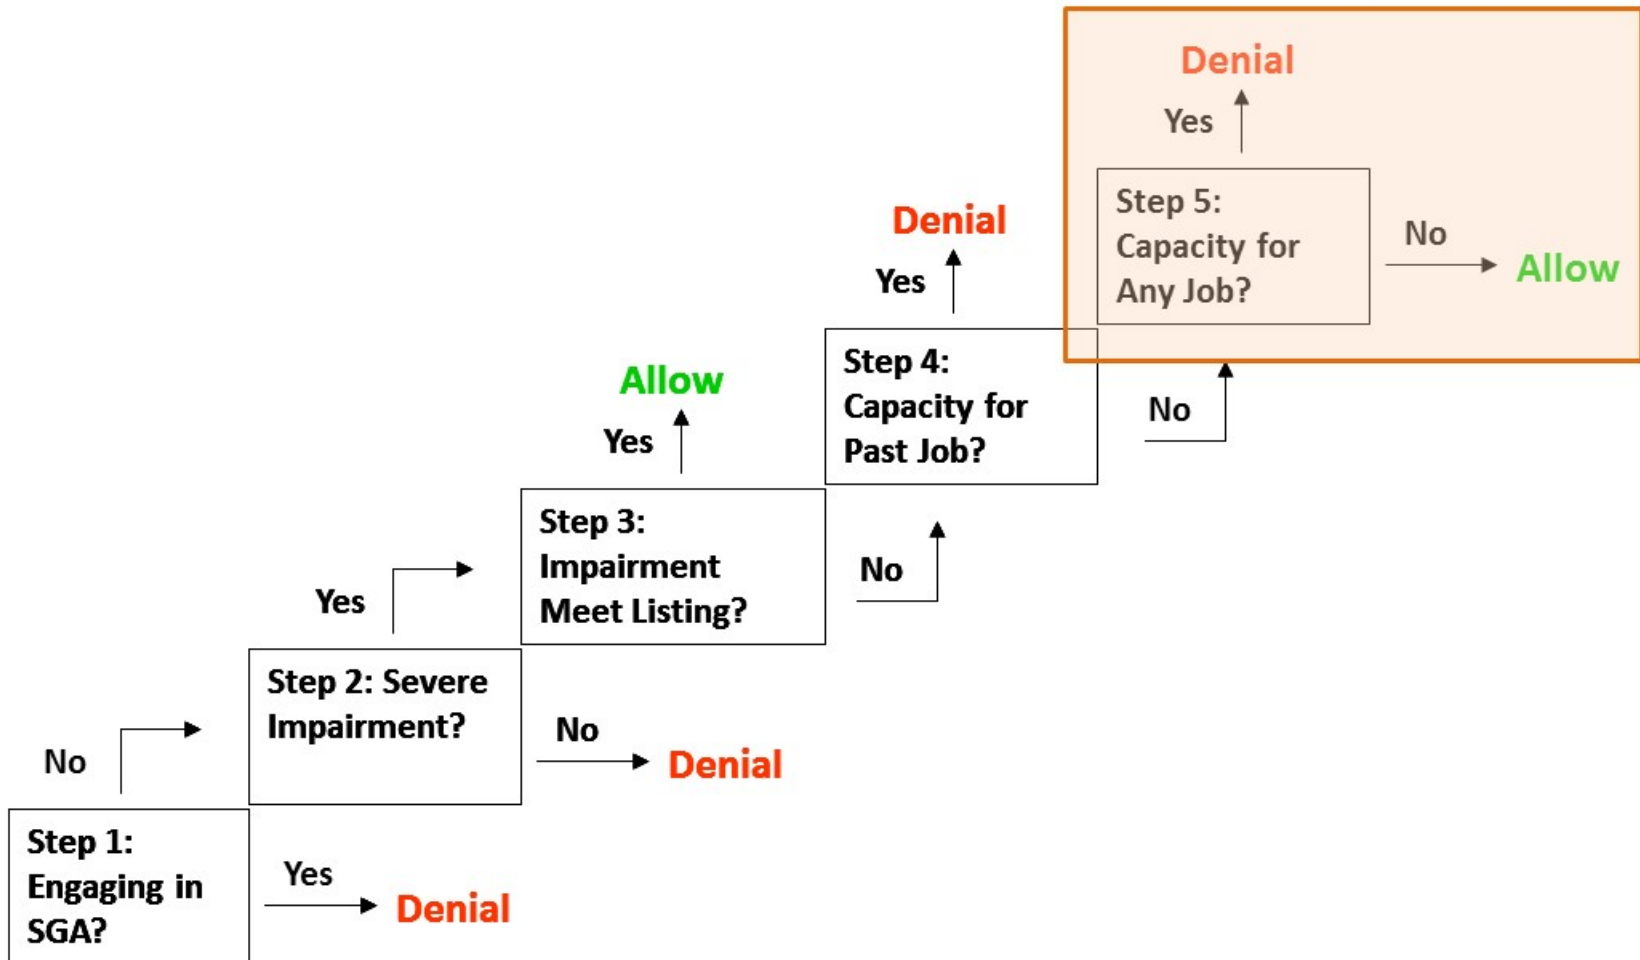 Denial
Yes
Step 5:
Capacity for
Any Job?
No
Allow
Denial
Yes
Step 4:
Capacity for
Past Job?
No
Allow
Yes
Step 3:
Impairment
Meet Listing?
No
Yes
Step 2: Severe
Impairment?
No
Denial
No
Step 1:
Engaging in
SGA?
Yes
Denial